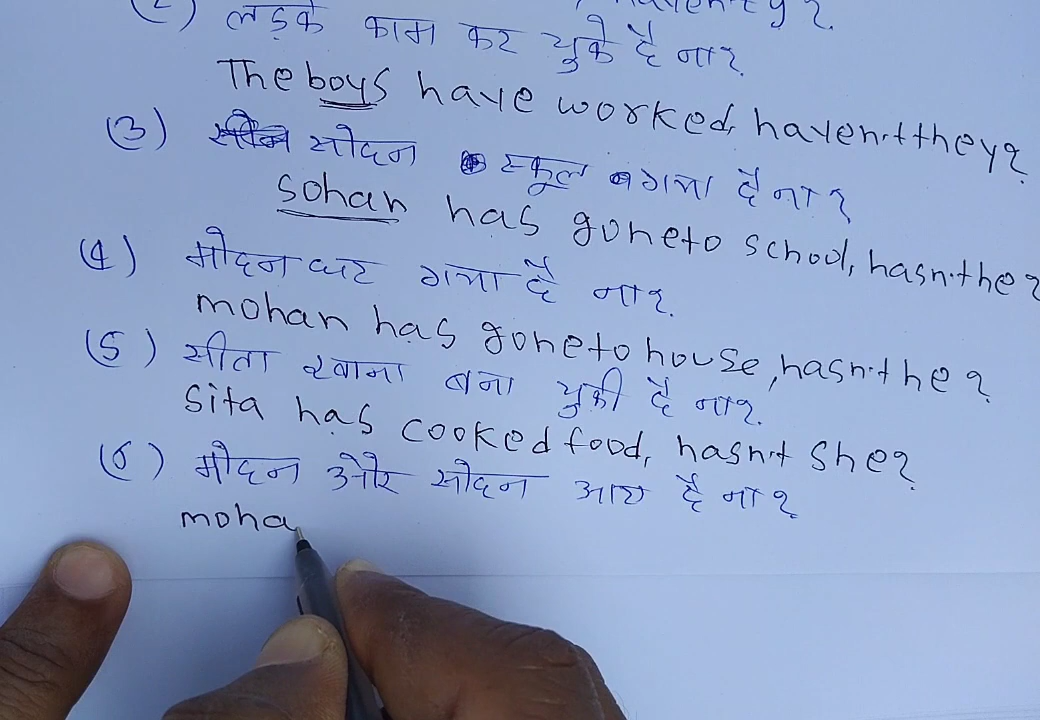 (2) लड़के काम कर चुके है ना?
The boys have worked, haven't they?
(3) सोहन स्कूल गया है ना?
sohan has gone to school, hasn't he?
(4) मोहन घर गया है ना?
mohan has gone to house, hasn't he?
(5) सीता खाना बना चुकी है ना?
Sita has cooked food, hasn't She?
(6) मोहन और सोहन आए है ना?
moha